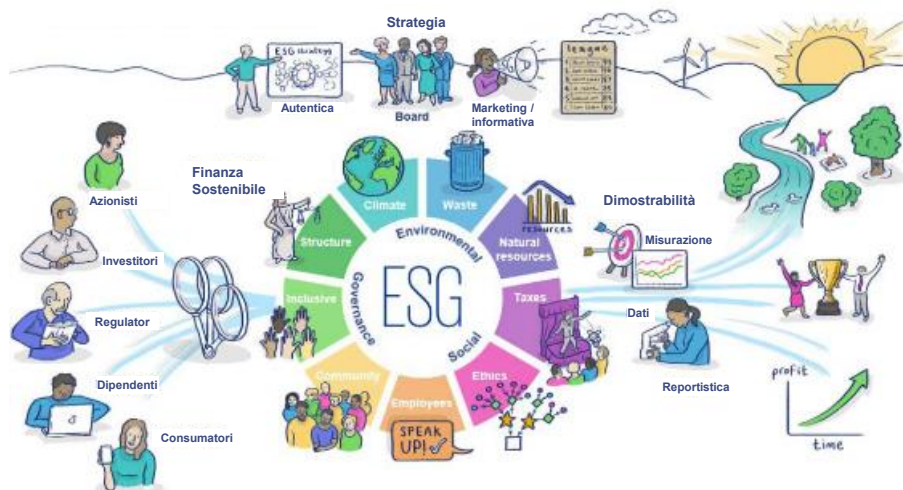 Strategia
ESG strategy
Autentica
Board
Marketing /
informativa
league
Azionisti
Investitori
Regulator
Dipendenti
Consumatori
Finanza
Sostenibile
Climate
Waste
Structure
Natural
resources
Inclusive
Taxes
Community
Employees
Ethics
Environmental
Governance
Social
ESG
resources
SPEAK
UP!
Dimostrabilità
Misurazione
Dati
Reportistica
profit
time